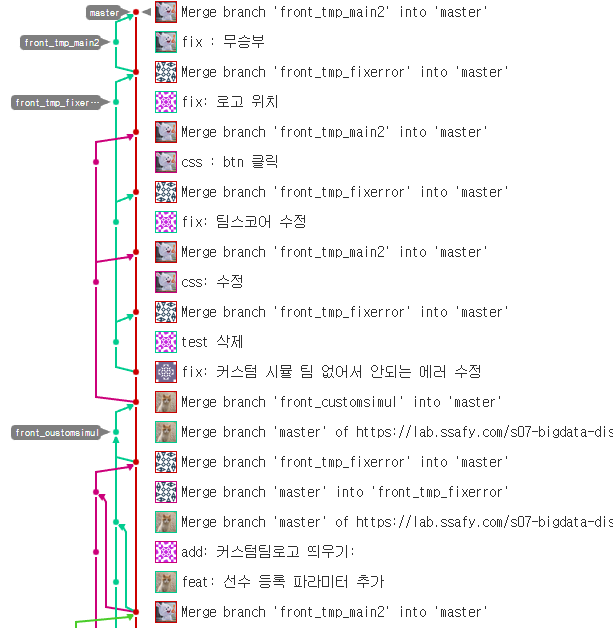 master
Merge branch 'front_tmp_main2' into 'master'
front_tmp_main2
fix : 무승부
Merge branch 'front_tmp_fixerror' into 'master'
front_tmp_fixer…
fix: 로고 위치
Merge branch 'front_tmp_main2' into 'master'
css : btn 클릭
Merge branch 'front_tmp_fixerror' into 'master'
fix: 팀스코어 수정
Merge branch 'front_tmp_main2' into 'master'
css: 수정
Merge branch 'front_tmp_fixerror' into 'master'
test 삭제
fix: 커스텀 시뮬 팀 없어서 안되는 에러 수정
Merge branch 'front_customsimul' into 'master'
front_customsimul
Merge branch 'master' of https://lab.ssafy.com/s07-bigdata-dis
Merge branch 'front_tmp_fixerror' into 'master'
Merge branch 'master' into 'front_tmp_fixerror'
Merge branch 'master' of https://lab.ssafy.com/s07-bigdata-dis
add: 커스텀팀로고 띄우기:
feat: 선수 등록 파라미터 추가
Merge branch 'front_tmp_main2' into 'master'